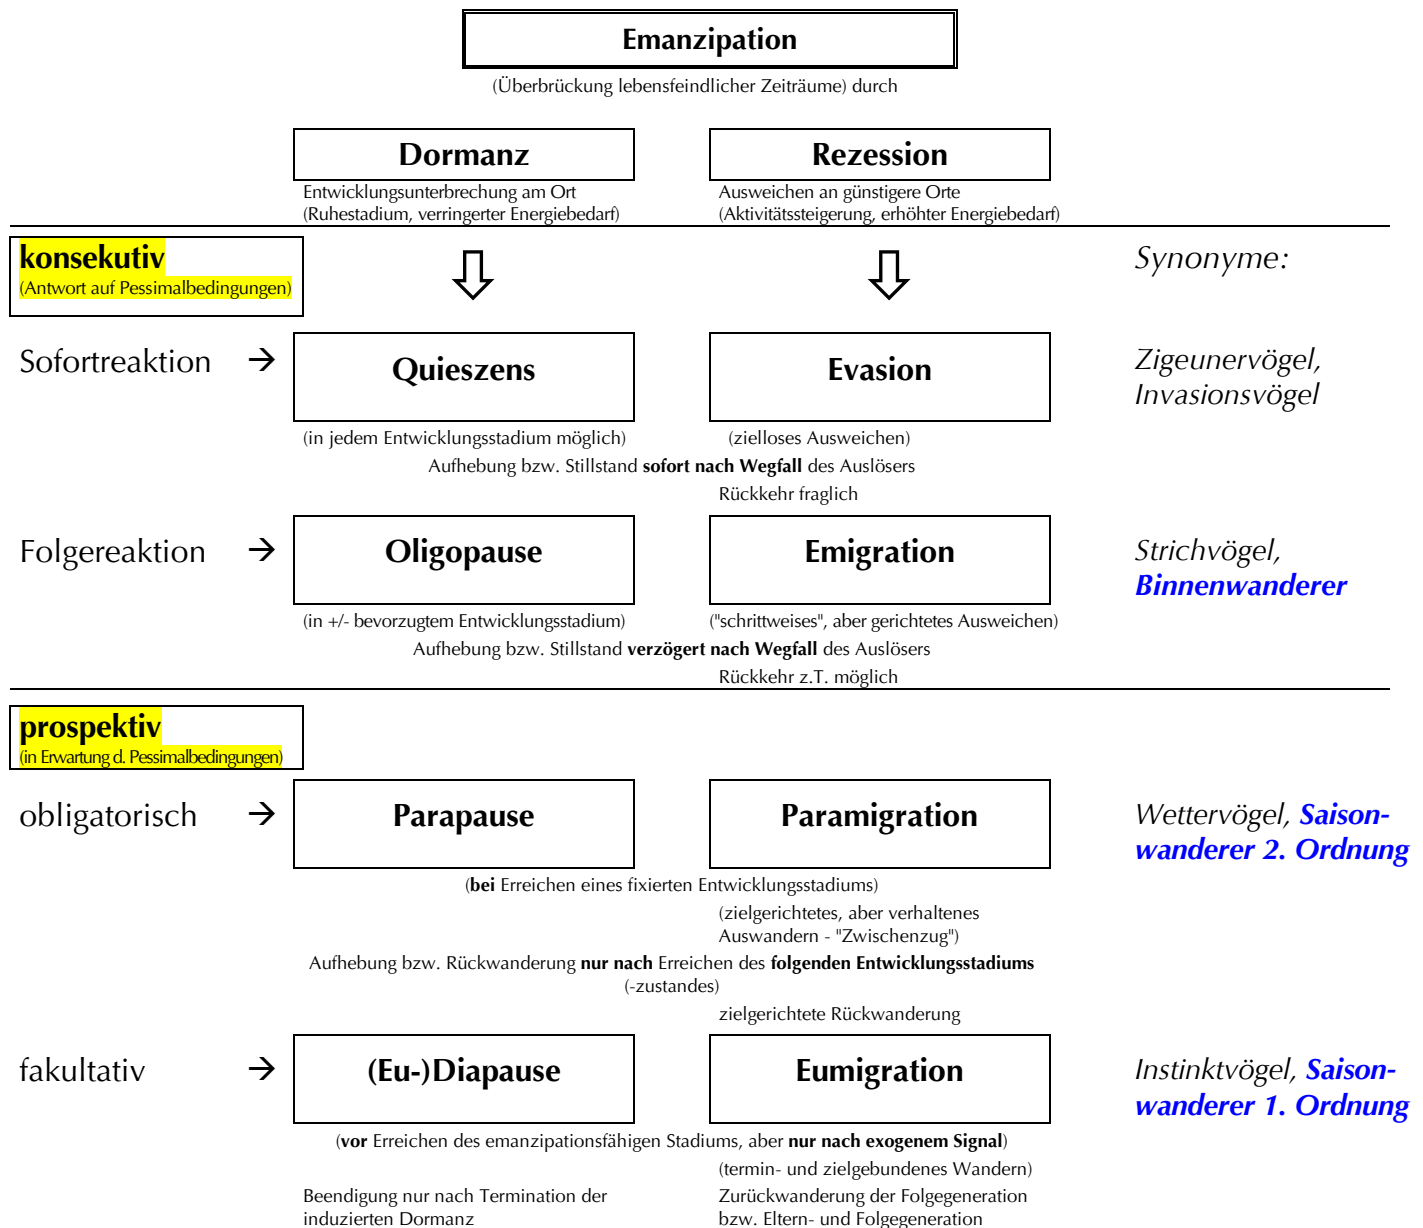 Emanzipation
(Überbrückung lebensfeindlicher Zeiträume) durch
Dormanz
Rezession
Entwicklungsunterbrechung am Ort
(Ruhestadium, verringerter Energiebedarf)
Ausweichen an günstigere Orte
(Aktivitätssteigerung, erhöhter Energiebedarf)
konsekutiv
(Antwort auf Pessimalbedingungen)
Synonyme:
Sofortreaktion →
Quieszens
Evasion
Zigeunervögel,
Invasionsvögel
(in jedem Entwicklungsstadium möglich)
(zielloses Ausweichen)
Aufhebung bzw. Stillstand sofort nach Wegfall des Auslösers
Rückkehr fraglich
Folgereaktion →
Oligopause
Emigration
Strichvögel,
Binnenwanderer
(in +/- bevorzugtem Entwicklungsstadium)
("schrittweises", aber gerichtetes Ausweichen)
Aufhebung bzw. Stillstand verzögert nach Wegfall des Auslösers
Rückkehr z.T. möglich
prospektiv
(in Erwartung d. Pessimalbedingungen)
obligatorisch →
Parapause
Paramigration
Wettervögel, Saison-
wanderer 2. Ordnung
(bei Erreichen eines fixierten Entwicklungsstadiums)
(zielgerichtetes, aber verhaltenes
Auswandern - "Zwischenzug")
Aufhebung bzw. Rückwanderung nur nach Erreichen des folgenden Entwicklungsstadiums
(-zustandes)
zielgerichtete Rückwanderung
fakultativ →
(Eu-)Diapause
Eumigration
Instinktvögel, Saison-
wanderer 1. Ordnung
(vor Erreichen des emanzipationsfähigen Stadiums, aber nur nach exogenem Signal)
(termin- und zielgebundenes Wandern)
Beendigung nur nach Termination der
induzierten Dormanz
Zurückwanderung der Folgegeneration
bzw. Eltern- und Folgegeneration